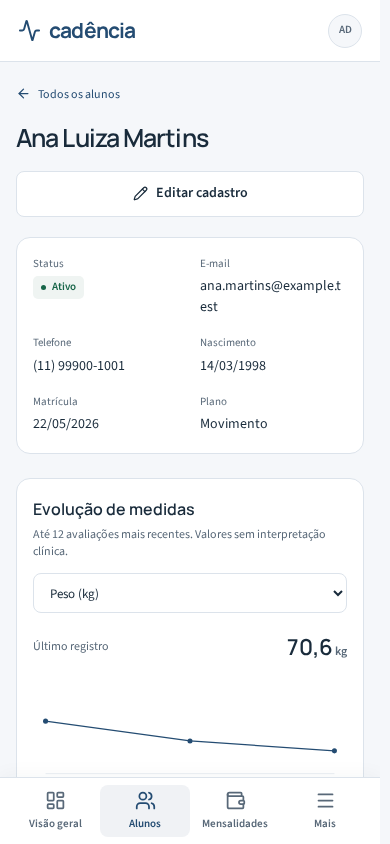 cadência
AD
Todos os alunos
Ana Luiza Martins
Editar cadastro
Status
Ativo
E-mail
ana.martins@example.t
est
Telefone
(11) 99900-1001
Nascimento
14/03/1998
Matrícula
22/05/2026
Plano
Movimento
Evolução de medidas
Até 12 avaliações mais recentes. Valores sem interpretação
clínica.
Peso (kg)
Último registro
70,6 kg
Visão geral
Alunos
Mensalidades
Mais